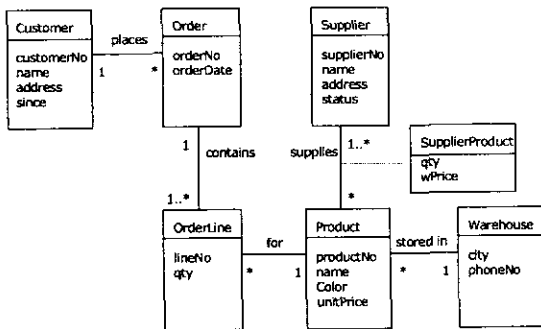 Customer
customerNo
name
address
since
places
1
*
Order
orderNo
orderDate
Supplier
supplierNo
name
address
status
1
contains
1..*
supplies
1..*
*
SupplierProduct
qty
wPrice
OrderLine
lineNo
qty
for
*
1
Product
productNo
name
Color
unitPrice
stored in
*
1
Warehouse
city
phoneNo